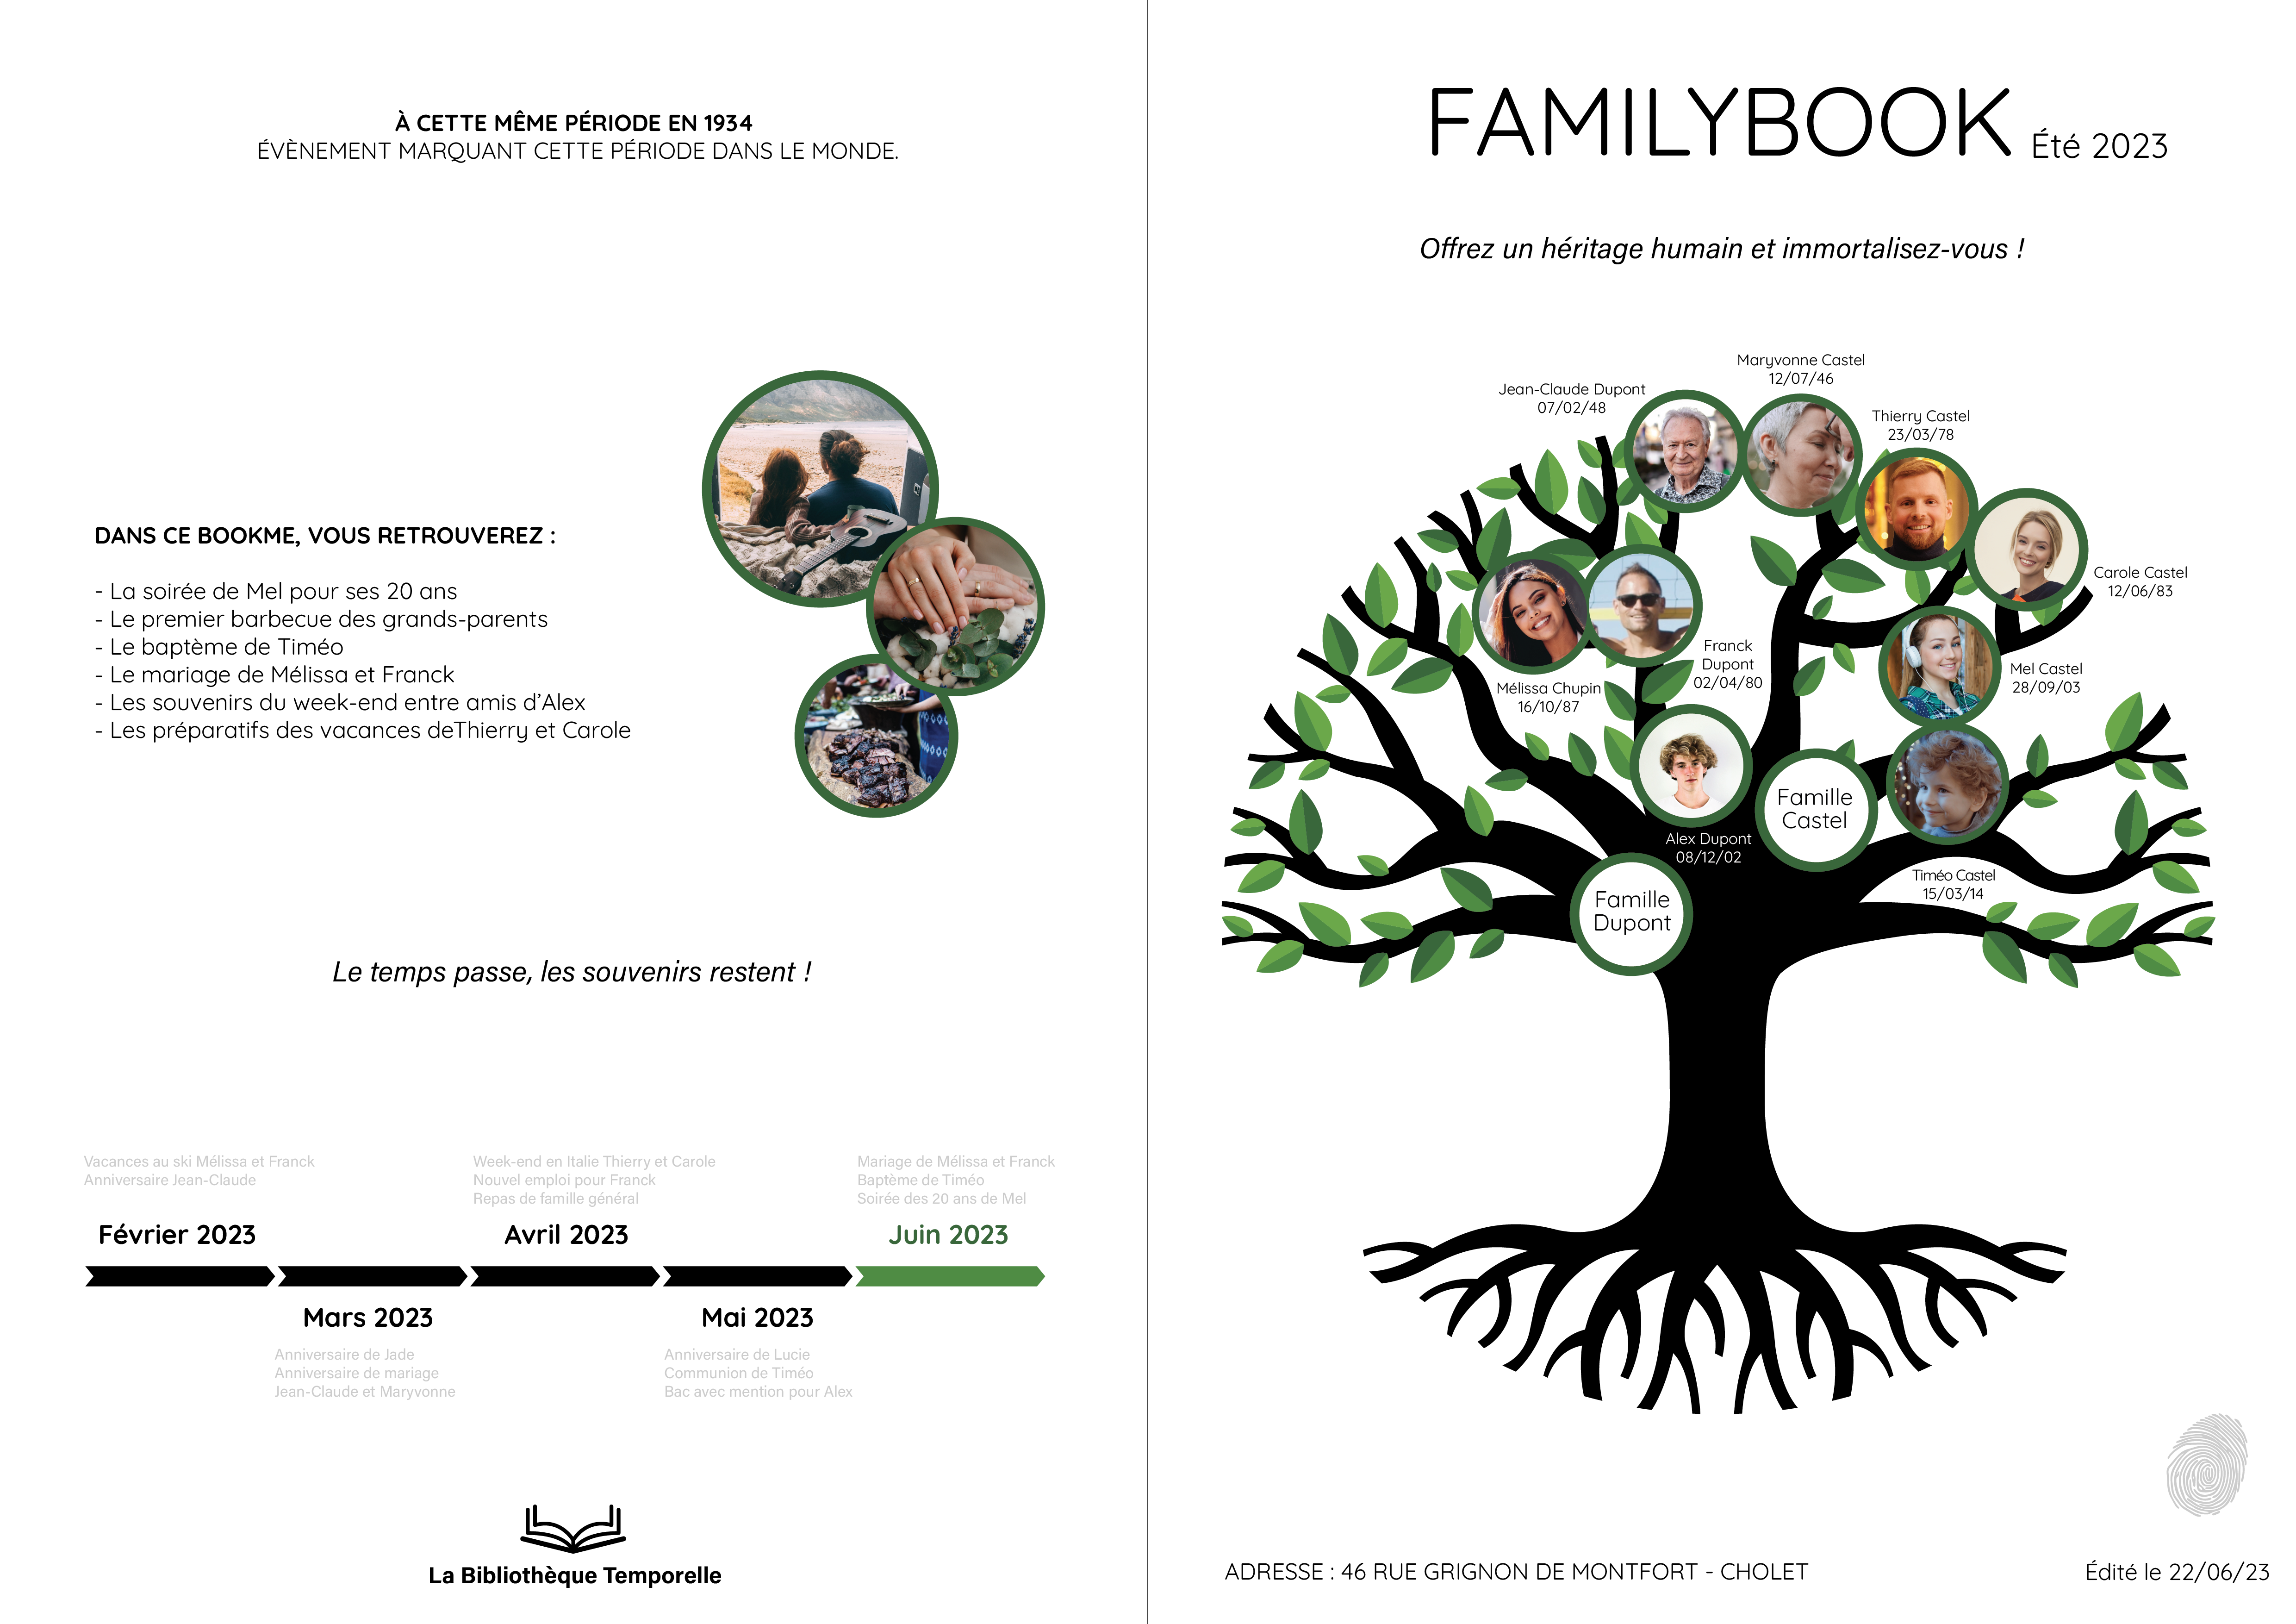 À CETTE MÊME PÉRIODE EN 1934
ÉVÈNEMENT MARQUANT CETTE PÉRIODE DANS LE MONDE.
DANS CE BOOKME, VOUS RETROUVEREZ :
- La soirée de Mel pour ses 20 ans
- Le premier barbecue des grands-parents
- Le baptème de Timéo
- Le mariage de Mélissa et Franck
- Les souvenirs du week-end entre amis d’Alex
- Les préparatifs des vacances deThierry et Carole
Le temps passe, les souvenirs restent !
Vacances au ski Mélissa et Franck
Anniversaire Jean-Claude
Février 2023
Anniversaire de Jade
Anniversaire de mariage
Jean-Claude et Maryvonne
Mars 2023
Week-end en Italie Thierry et Carole
Nouvel emploi pour Franck
Repas de famille général
Avril 2023
Mai 2023
Anniversaire de Lucie
Communion de Timéo
Bac avec mention pour Alex
Mariage de Mélissa et Franck
Baptème de Timéo
Soirée des 20 ans de Mel
Juin 2023
La Bibliothèque Temporelle
FAMILYBOOK Été 2023
Offrez un héritage humain et immortalisez-vous !
Jean-Claude Dupont
07/02/48
Maryvonne Castel
12/07/46
Thierry Castel
23/03/78
Carole Castel
12/06/83
Mélissa Chupin
16/10/87
Franck
Dupont
02/04/80
Mel Castel
28/09/03
Alex Dupont
08/12/02
Famille
Castel
Timéo Castel
15/03/14
Famille
Dupont
ADRESSE : 46 RUE GRIGNON DE MONTFORT - CHOLET
Édité le 22/06/23